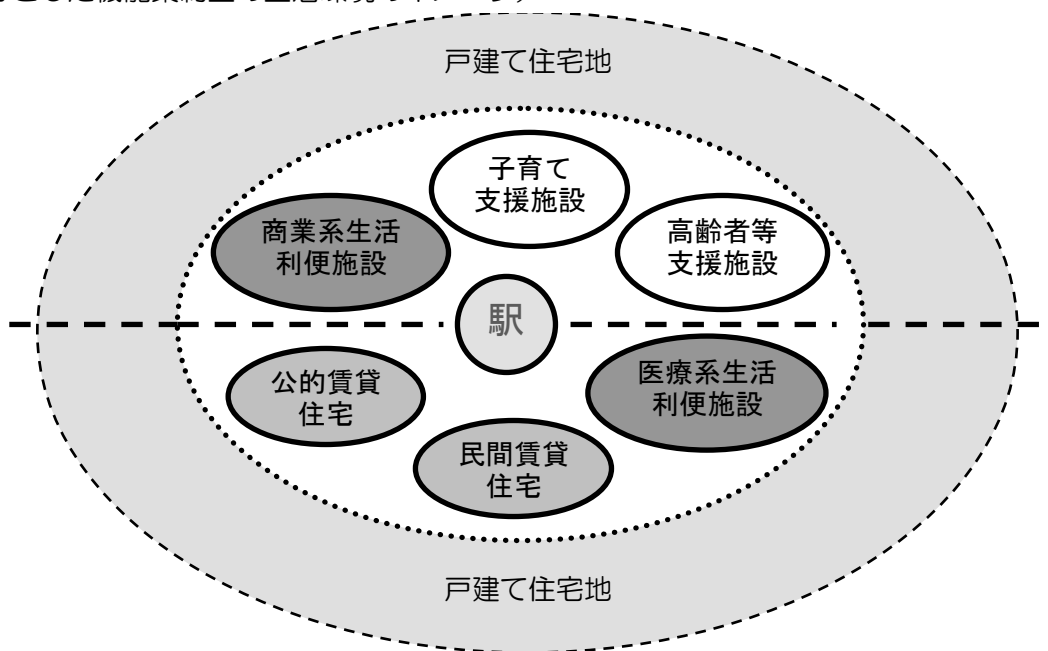 戸建て住宅地
子育て
支援施設
商業系生活
利便施設
高齢者等
支援施設
駅
公的賃貸
住宅
医療系生活
利便施設
民間賃貸
住宅
戸建て住宅地